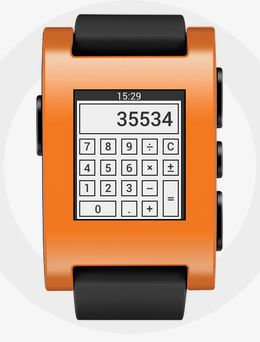 15:29
35534
7 8 9 ÷ C
4 5 6 × ±
1 2 3 −
0 . + =